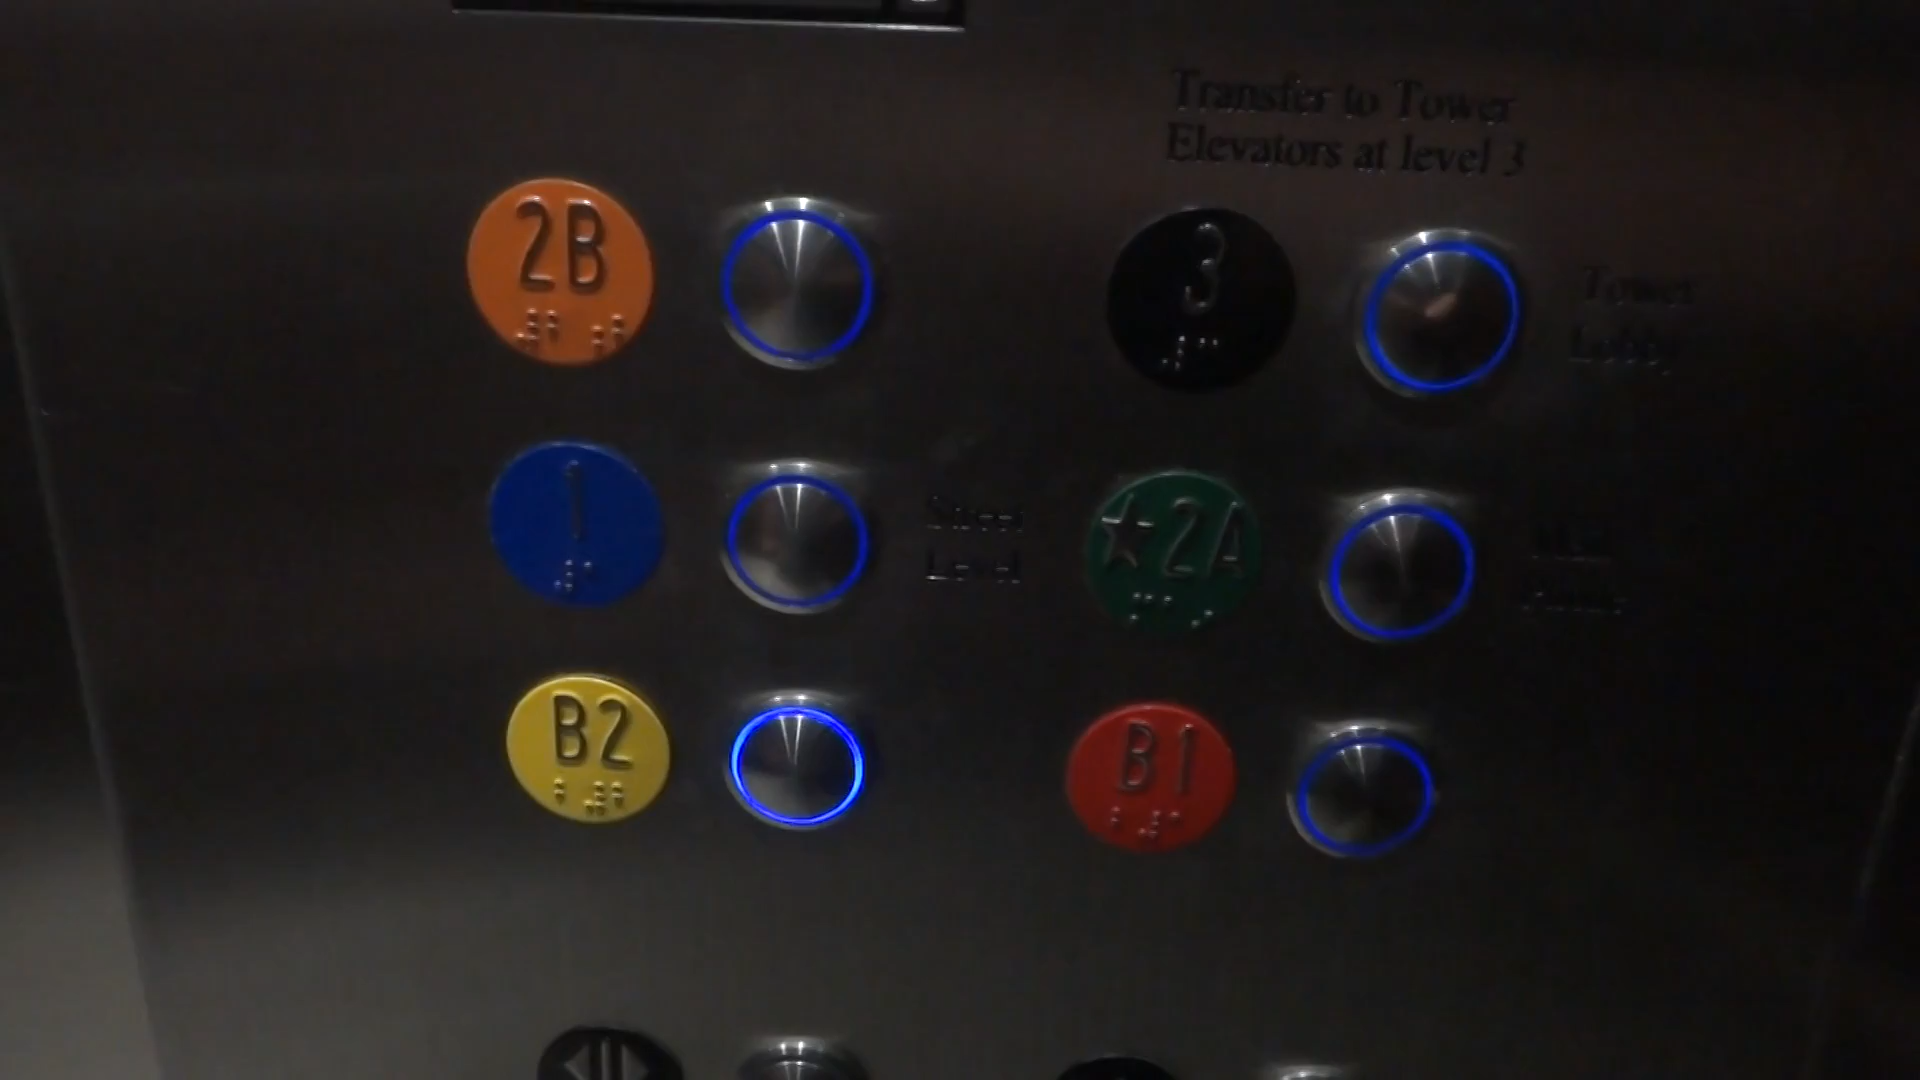 Transfer to Tower
Elevators at level 3
2B
3
Tower
Lobby
1
Street
Level
★2A
B2
B1